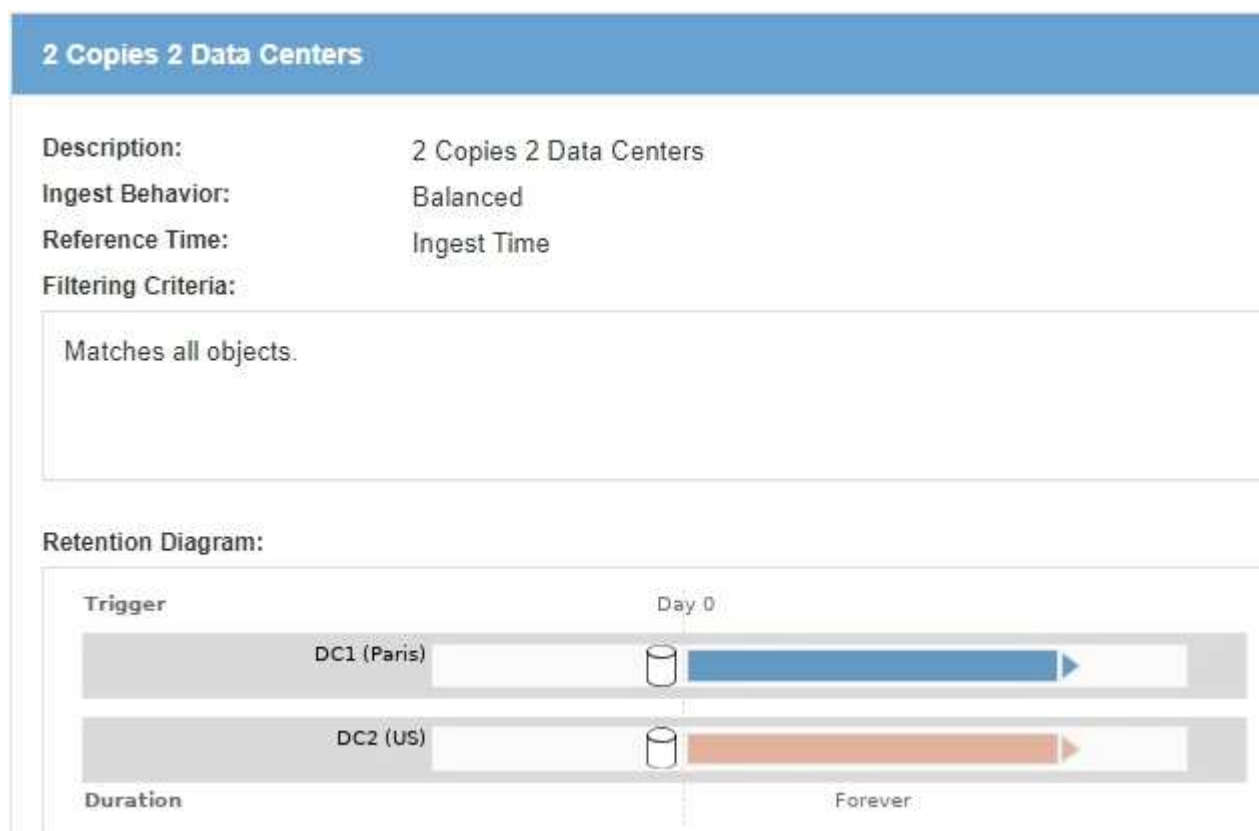 2 Copies 2 Data Centers
Description: 2 Copies 2 Data Centers
Ingest Behavior: Balanced
Reference Time: Ingest Time
Filtering Criteria:
Matches all objects.
Retention Diagram:
Trigger Day 0
DC1 (Paris)
DC2 (US)
Duration Forever